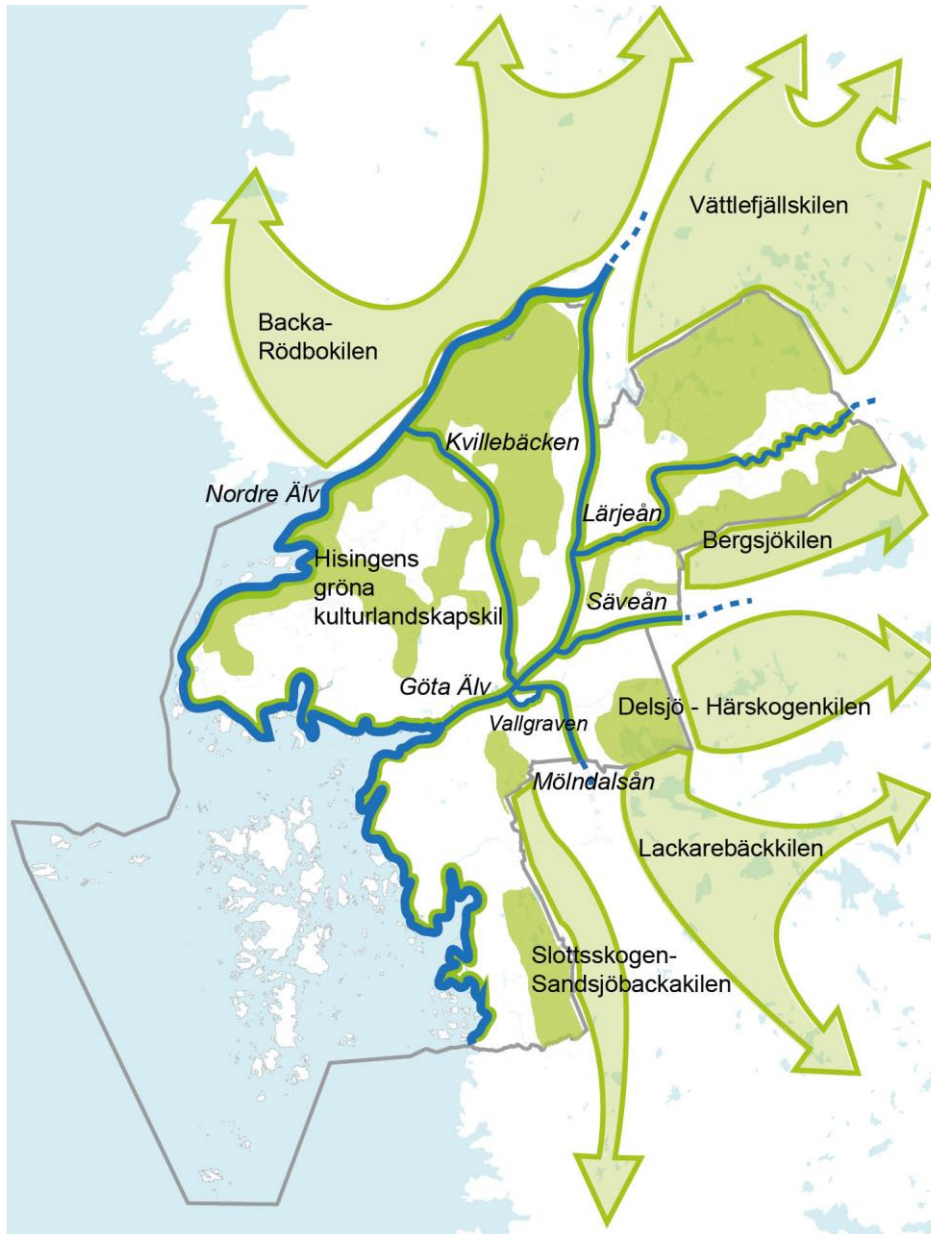 Vättlefjällskilen
Backa-
Rödbokilen
Kvillebäcken
Nordre Älv
Lärjeån
Bergsjökilen
Hisingens
gröna
kulturlandskapskil
Säveån
Göta Älv
Vallgraven
Delsjö - Härskogenkilen
Mölndalsån
Lackarebäckkilen
Slottsskogen-
Sandsjöbackakilen